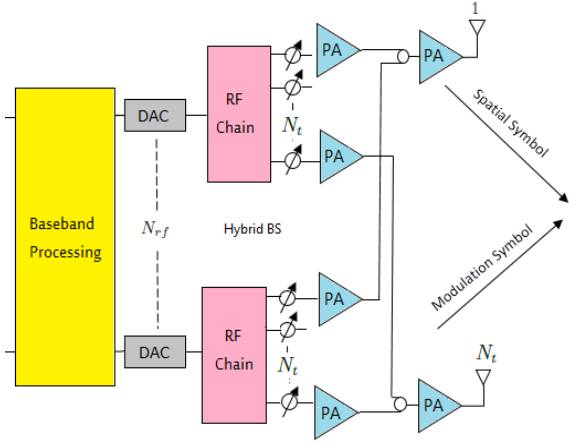 1
PA
PA
RF
Chain
DAC
N_t
PA
Spatial Symbol
Baseband
Processing
N_rf
Hybrid BS
Modulation Symbol
PA
RF
Chain
DAC
N_t
N_t
PA
PA